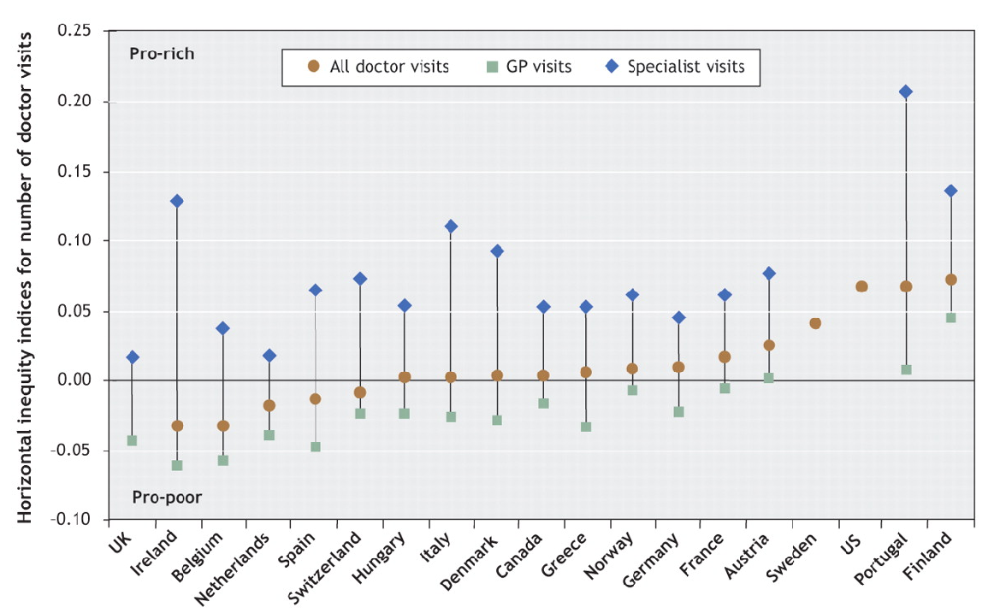 Horizontal inequity indices for number of doctor visits
0.25
0.20
0.15
0.10
0.05
0.00
-0.05
-0.10
Pro-rich
All doctor visits GP visits Specialist visits
Pro-poor
UK
Ireland
Belgium
Netherlands
Spain
Switzerland
Hungary
Italy
Denmark
Canada
Greece
Norway
Germany
France
Austria
Sweden
US
Portugal
Finland